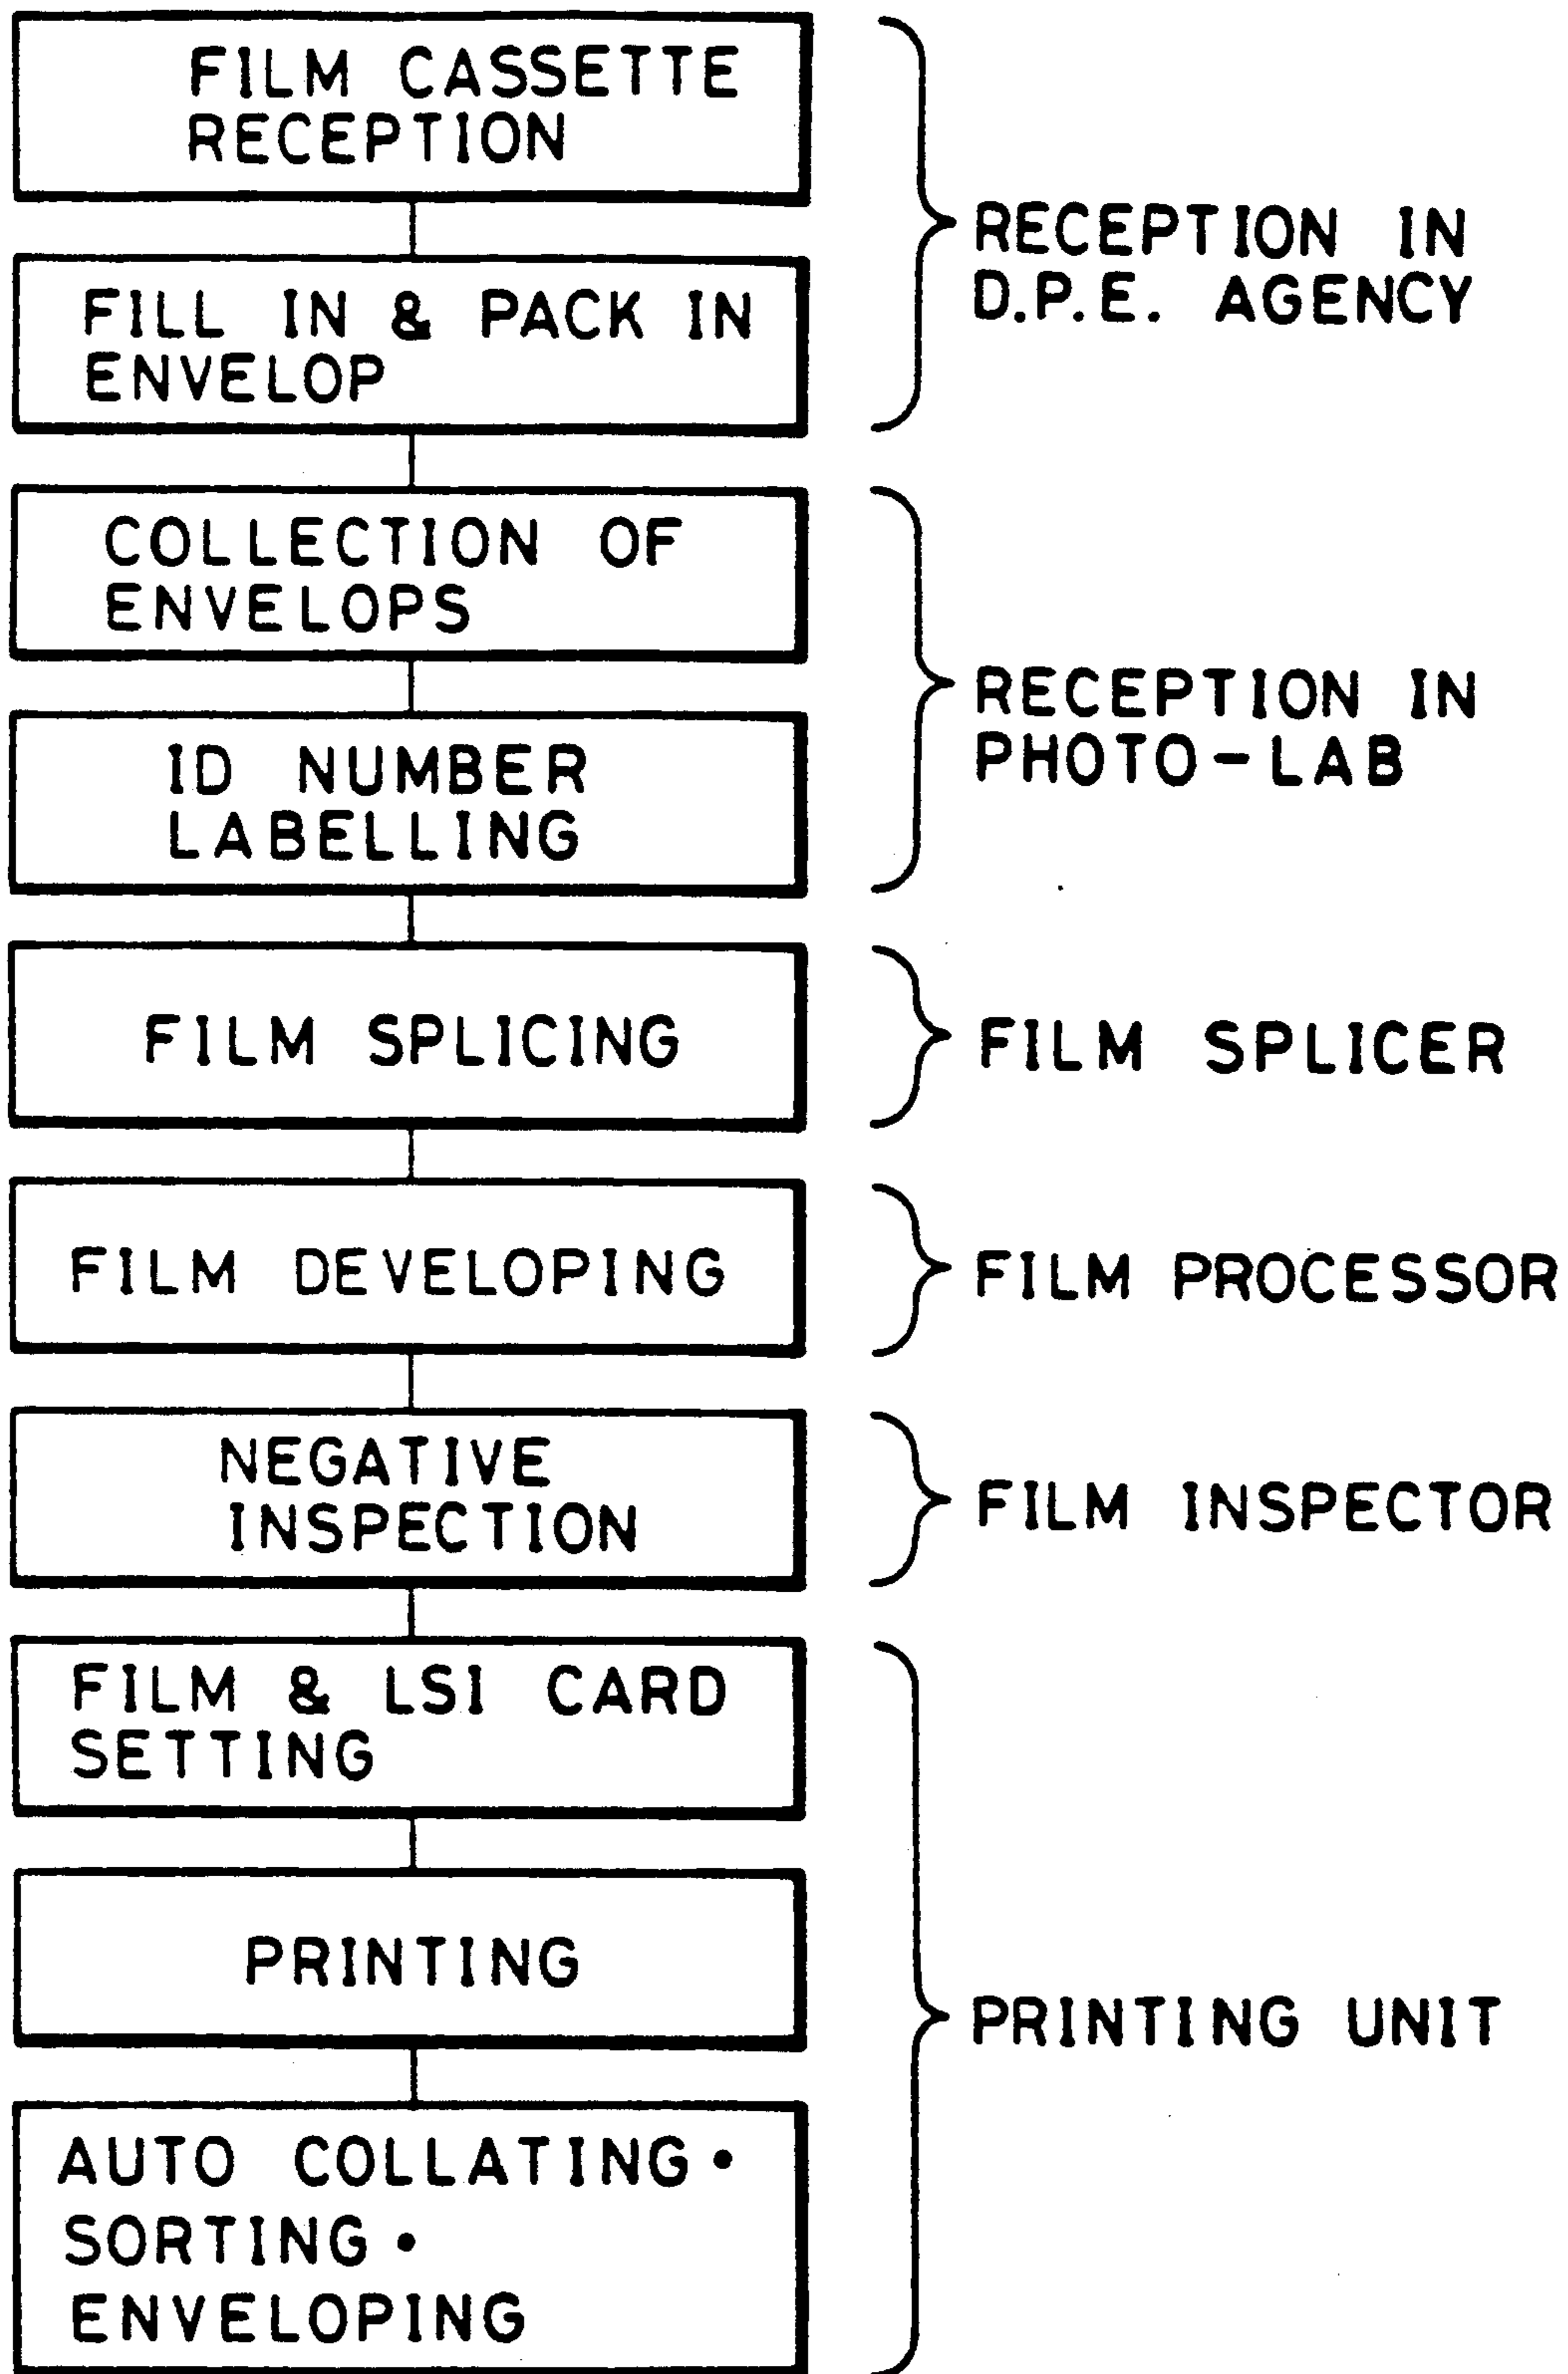 FILM CASSETTE
RECEPTION
FILL IN & PACK IN
ENVELOP
RECEPTION IN
D.P.E. AGENCY
COLLECTION OF
ENVELOPS
ID NUMBER
LABELLING
RECEPTION IN
PHOTO-LAB
FILM SPLICING
FILM SPLICER
FILM DEVELOPING
FILM PROCESSOR
NEGATIVE
INSPECTION
FILM INSPECTOR
FILM & LSI CARD
SETTING
PRINTING
AUTO COLLATING•
SORTING•
ENVELOPING
PRINTING UNIT